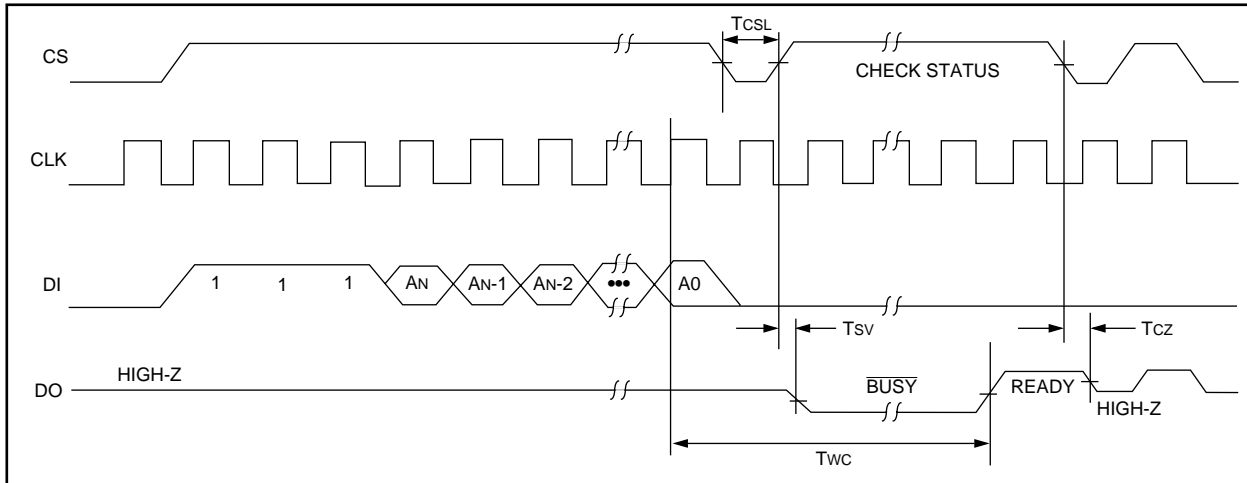 TCSL
CS
CHECK STATUS
CLK
DI
1 1 1 AN AN-1 AN-2 ••• A0
TSV
TCZ
HIGH-Z
DO
BUSY
READY
HIGH-Z
TWC